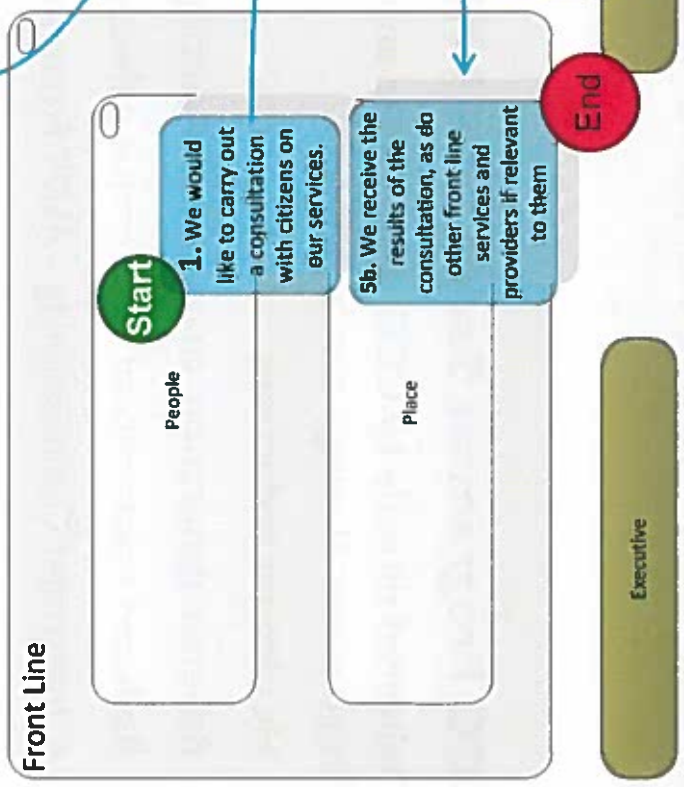 Front Line
Start
People
1. We would
like to carry out
a consultation
with citizens on
our services.
Place
5b. We receive the
results of the
consultation, as do
other front line
services and
providers if relevant
to them
End
Executive